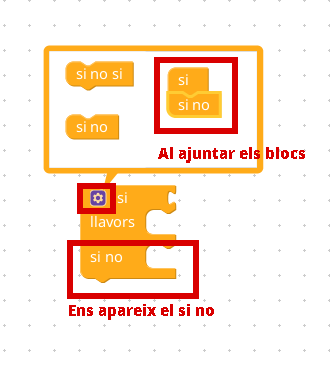 si no si
si
si no
si no
Al ajuntar els blocs
si
llavors
si no
Ens apareix el si no